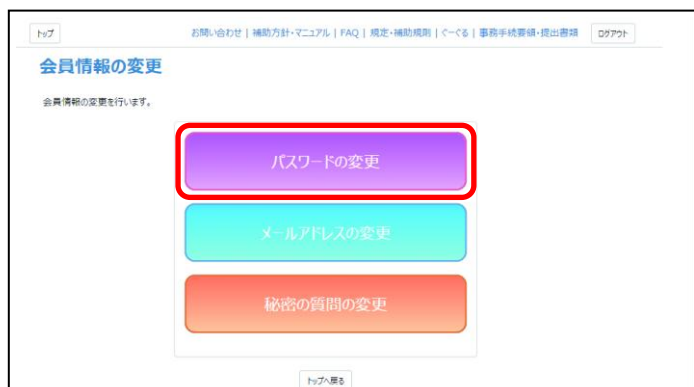 トップ
お問い合わせ | 補助方針・マニュアル | FAQ | 規定・補助規則 | ぐーぐる | 事務手続要領・提出書類
ログアウト
会員情報の変更
会員情報の変更を行います。
パスワードの変更
メールアドレスの変更
秘密の質問の変更
トップへ戻る